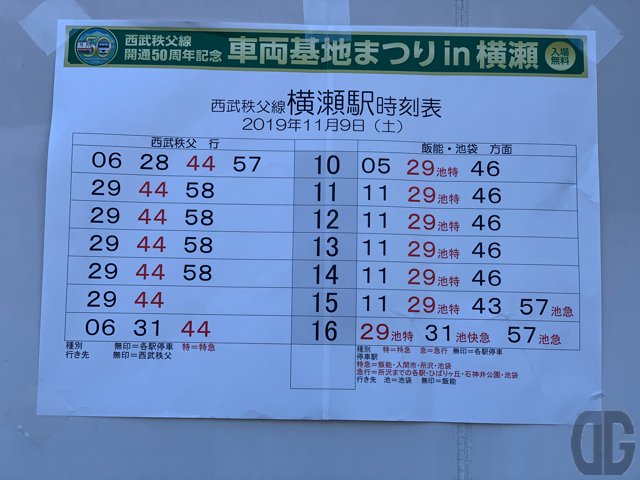 西武秩父線
開通50周年記念 車両基地まつりin横瀬 入場無料
50
西武秩父線横瀬駅時刻表
2019年11月9日（土）
西武秩父 行 飯能・池袋 方面
06 28 44 57 10 05 29池特 46
29 44 58 11 11 29池特 46
29 44 58 12 11 29池特 46
29 44 58 13 11 29池特 46
29 44 58 14 11 29池特 46
29 44 15 11 29池特 43 57池急
06 31 44 16 29池特 31池快急 57池急
種別 無印＝各駅停車 特＝特急
行き先 無印＝西武秩父
種別 特＝特急 急＝急行 無印＝各駅停車
停車駅
特急＝飯能・入間市・所沢・池袋
急行＝所沢までの各駅・ひばりヶ丘・石神井公園・池袋
行き先 池＝池袋 無印＝飯能
DG